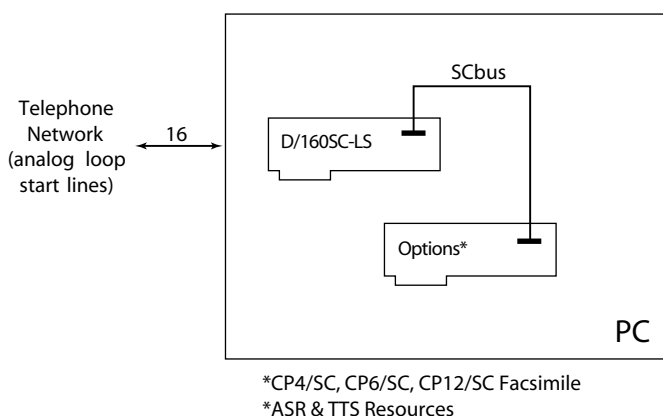 SCbus
Telephone
Network
(analog loop
start lines)
16
D/160SC-LS
Options*
PC
*CP4/SC, CP6/SC, CP12/SC Facsimile
*ASR & TTS Resources